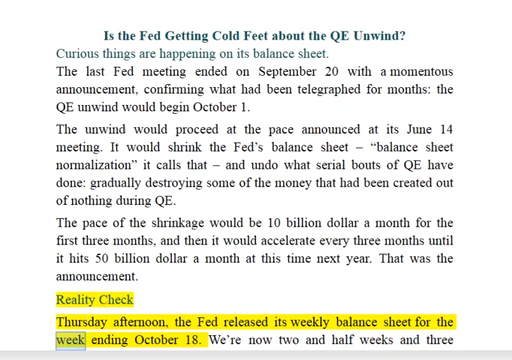 Is the Fed Getting Cold Feet about the QE Unwind?
Curious things are happening on its balance sheet.
The last Fed meeting ended on September 20 with a momentous
announcement, confirming what had been telegraphed for months: the
QE unwind would begin October 1.
The unwind would proceed at the pace announced at its June 14
meeting. It would shrink the Fed's balance sheet – “balance sheet
normalization” it calls that – and undo what serial bouts of QE have
done: gradually destroying some of the money that had been created out
of nothing during QE.
The pace of the shrinkage would be 10 billion dollar a month for the
first three months, and then it would accelerate every three months until
it hits 50 billion dollar a month at this time next year. That was the
announcement.
Reality Check
Thursday afternoon, the Fed released its weekly balance sheet for the
week ending October 18. We’re now two and half weeks and three